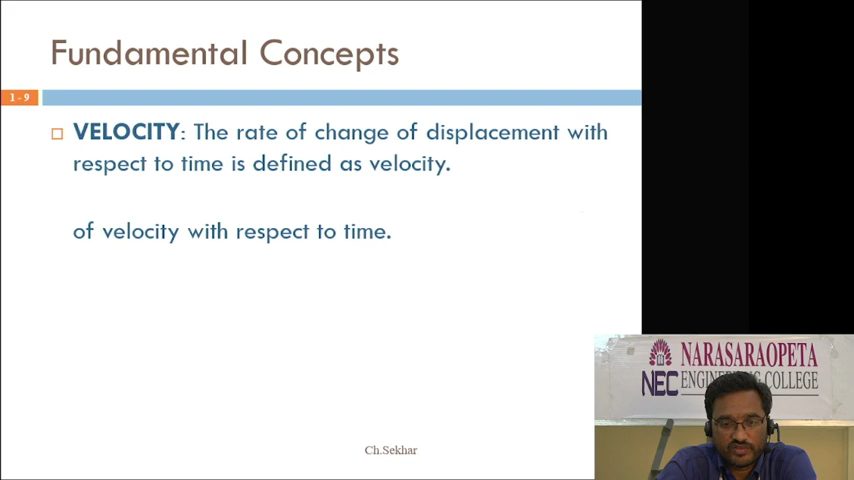 Fundamental Concepts
1 - 9
VELOCITY: The rate of change of displacement with
respect to time is defined as velocity.
of velocity with respect to time.
Ch.Sekhar
NARASARAOPETA
NEC ENGINEERING COLLEGE